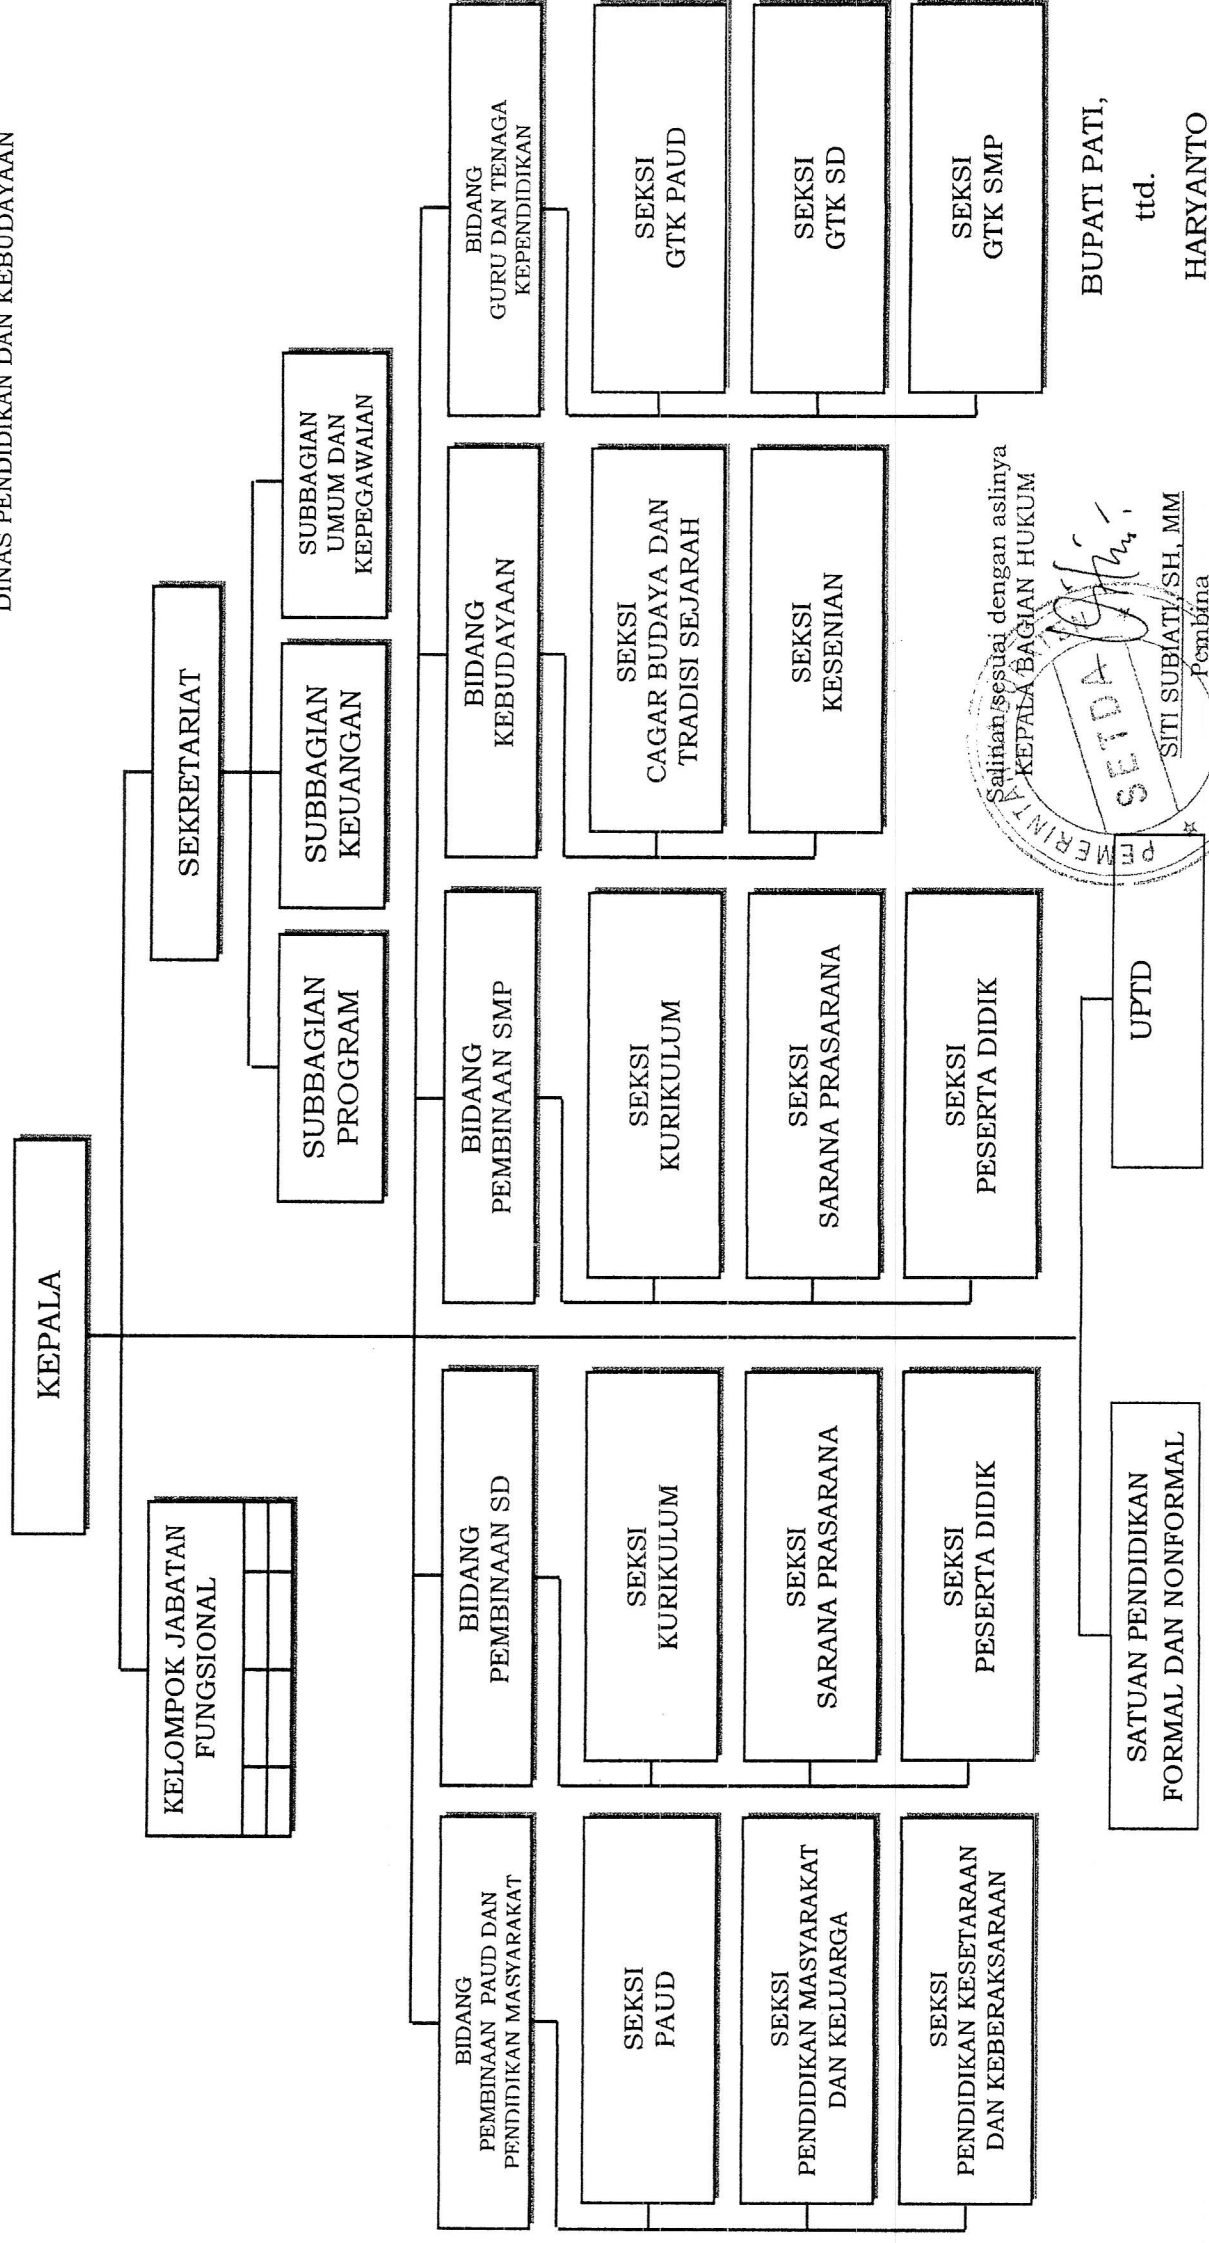 DINAS PENDIDIKAN DAN KEBUDAYAAN
KEPALA
KELOMPOK JABATAN
FUNGSIONAL
SEKRETARIAT
SUBBAGIAN
PROGRAM
SUBBAGIAN
KEUANGAN
SUBBAGIAN
UMUM DAN
KEPEGAWAIAN
BIDANG
PEMBINAAN PAUD DAN
PENDIDIKAN MASYARAKAT
BIDANG
PEMBINAAN SD
BIDANG
PEMBINAAN SMP
BIDANG
KEBUDAYAAN
BIDANG
GURU DAN TENAGA
KEPENDIDIKAN
SEKSI
PAUD
SEKSI
KURIKULUM
SEKSI
KURIKULUM
SEKSI
CAGAR BUDAYA DAN
TRADISI SEJARAH
SEKSI
GTK PAUD
SEKSI
PENDIDIKAN MASYARAKAT
DAN KELUARGA
SEKSI
SARANA PRASARANA
SEKSI
SARANA PRASARANA
SEKSI
KESENIAN
SEKSI
GTK SD
SEKSI
PENDIDIKAN KESETARAAN
DAN KEBERAKSARAAN
SEKSI
PESERTA DIDIK
SEKSI
PESERTA DIDIK
SEKSI
GTK SMP
SATUAN PENDIDIKAN
FORMAL DAN NONFORMAL
UPTD
Salinan sesuai dengan aslinya
KEPALA BAGIAN HUKUM
SETDA
SITI SUBIATI, SH, MM
Pembina
BUPATI PATI,
ttd.
HARYANTO